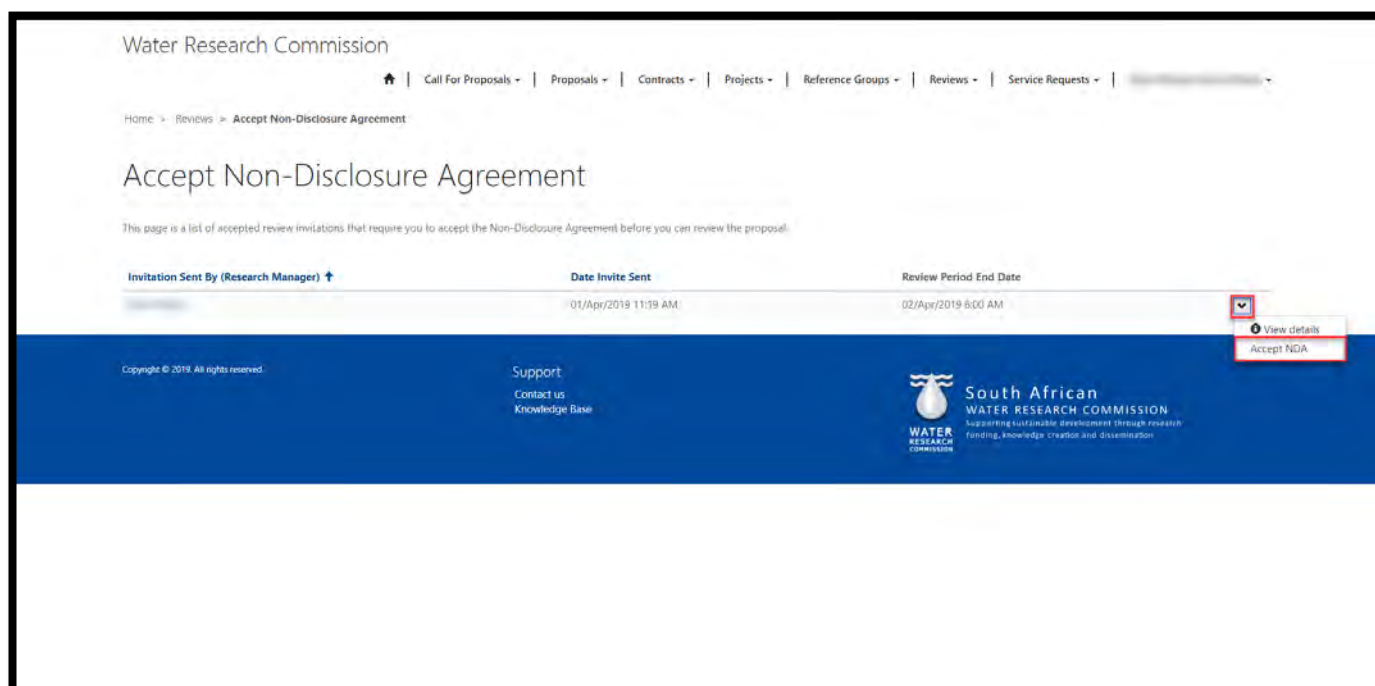 Water Research Commission
Call For Proposals | Proposals | Contracts | Projects | Reference Groups | Reviews | Service Requests |
Home > Reviews > Accept Non-Disclosure Agreement
Accept Non-Disclosure Agreement
This page is a list of accepted review invitations that require you to accept the Non-Disclosure Agreement before you can review the proposal.
Invitation Sent By (Research Manager) Date Invite Sent Review Period End Date
01/Apr/2019 11:19 AM 02/Apr/2019 8:00 AM
View details
Accept NDA
Copyright © 2019. All rights reserved.
Support
Contact us
Knowledge Base
WATER
RESEARCH
COMMISSION
South African
WATER RESEARCH COMMISSION
Supporting sustainable development through research
funding, knowledge creation and dissemination